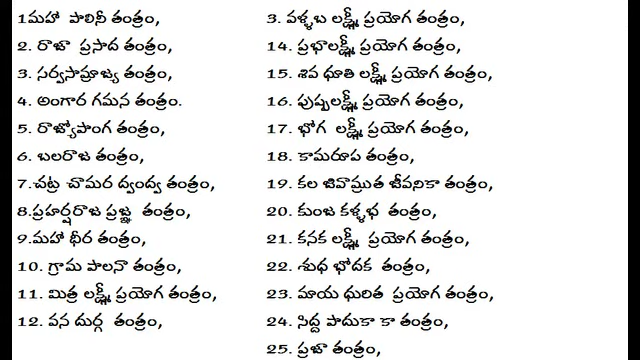 1మహా పాలినీ తంత్రం,
2. రాజా ప్రసాద తంత్రం,
3. సర్వసామ్రాజ్య తంత్రం,
4. అంగార గమన తంత్రం.
5. రాజ్యోపాంగ తంత్రం,
6. బలరాజ తంత్రం,
7.చట్ర చామర ద్వంద్వ తంత్రం,
8.ప్రహర్షరాజ ప్రజ్ఞ తంత్రం,
9.మహా థీర తంత్రం,
10. గ్రామ పాలనా తంత్రం,
11. మిత్ర లక్ష్మీ ప్రయోగ తంత్రం,
12. వన దుర్గ తంత్రం,
3. వళ్ళబ లక్ష్మీ ప్రయోగ తంత్రం,
14. ప్రభాలక్ష్మీ ప్రయోగ తంత్రం,
15. శివ ధూతి లక్ష్మీ ప్రయోగ తంత్రం,
16. పుష్పలక్ష్మీ ప్రయోగ తంత్రం,
17. భోగ లక్ష్మీ ప్రయోగ తంత్రం,
18. కామరూప తంత్రం,
19. కల జివామ్రుత జీవనికా తంత్రం,
20. కుంజ కళ్ళభ తంత్రం,
21. కనక లక్ష్మీ ప్రయోగ తంత్రం,
22. శుధ భోదక తంత్రం,
23. మాయ ధురిత ప్రయోగ తంత్రం,
24. సిద్ద పాదుకా కా తంత్రం,
25. ప్రజా తంత్రం,